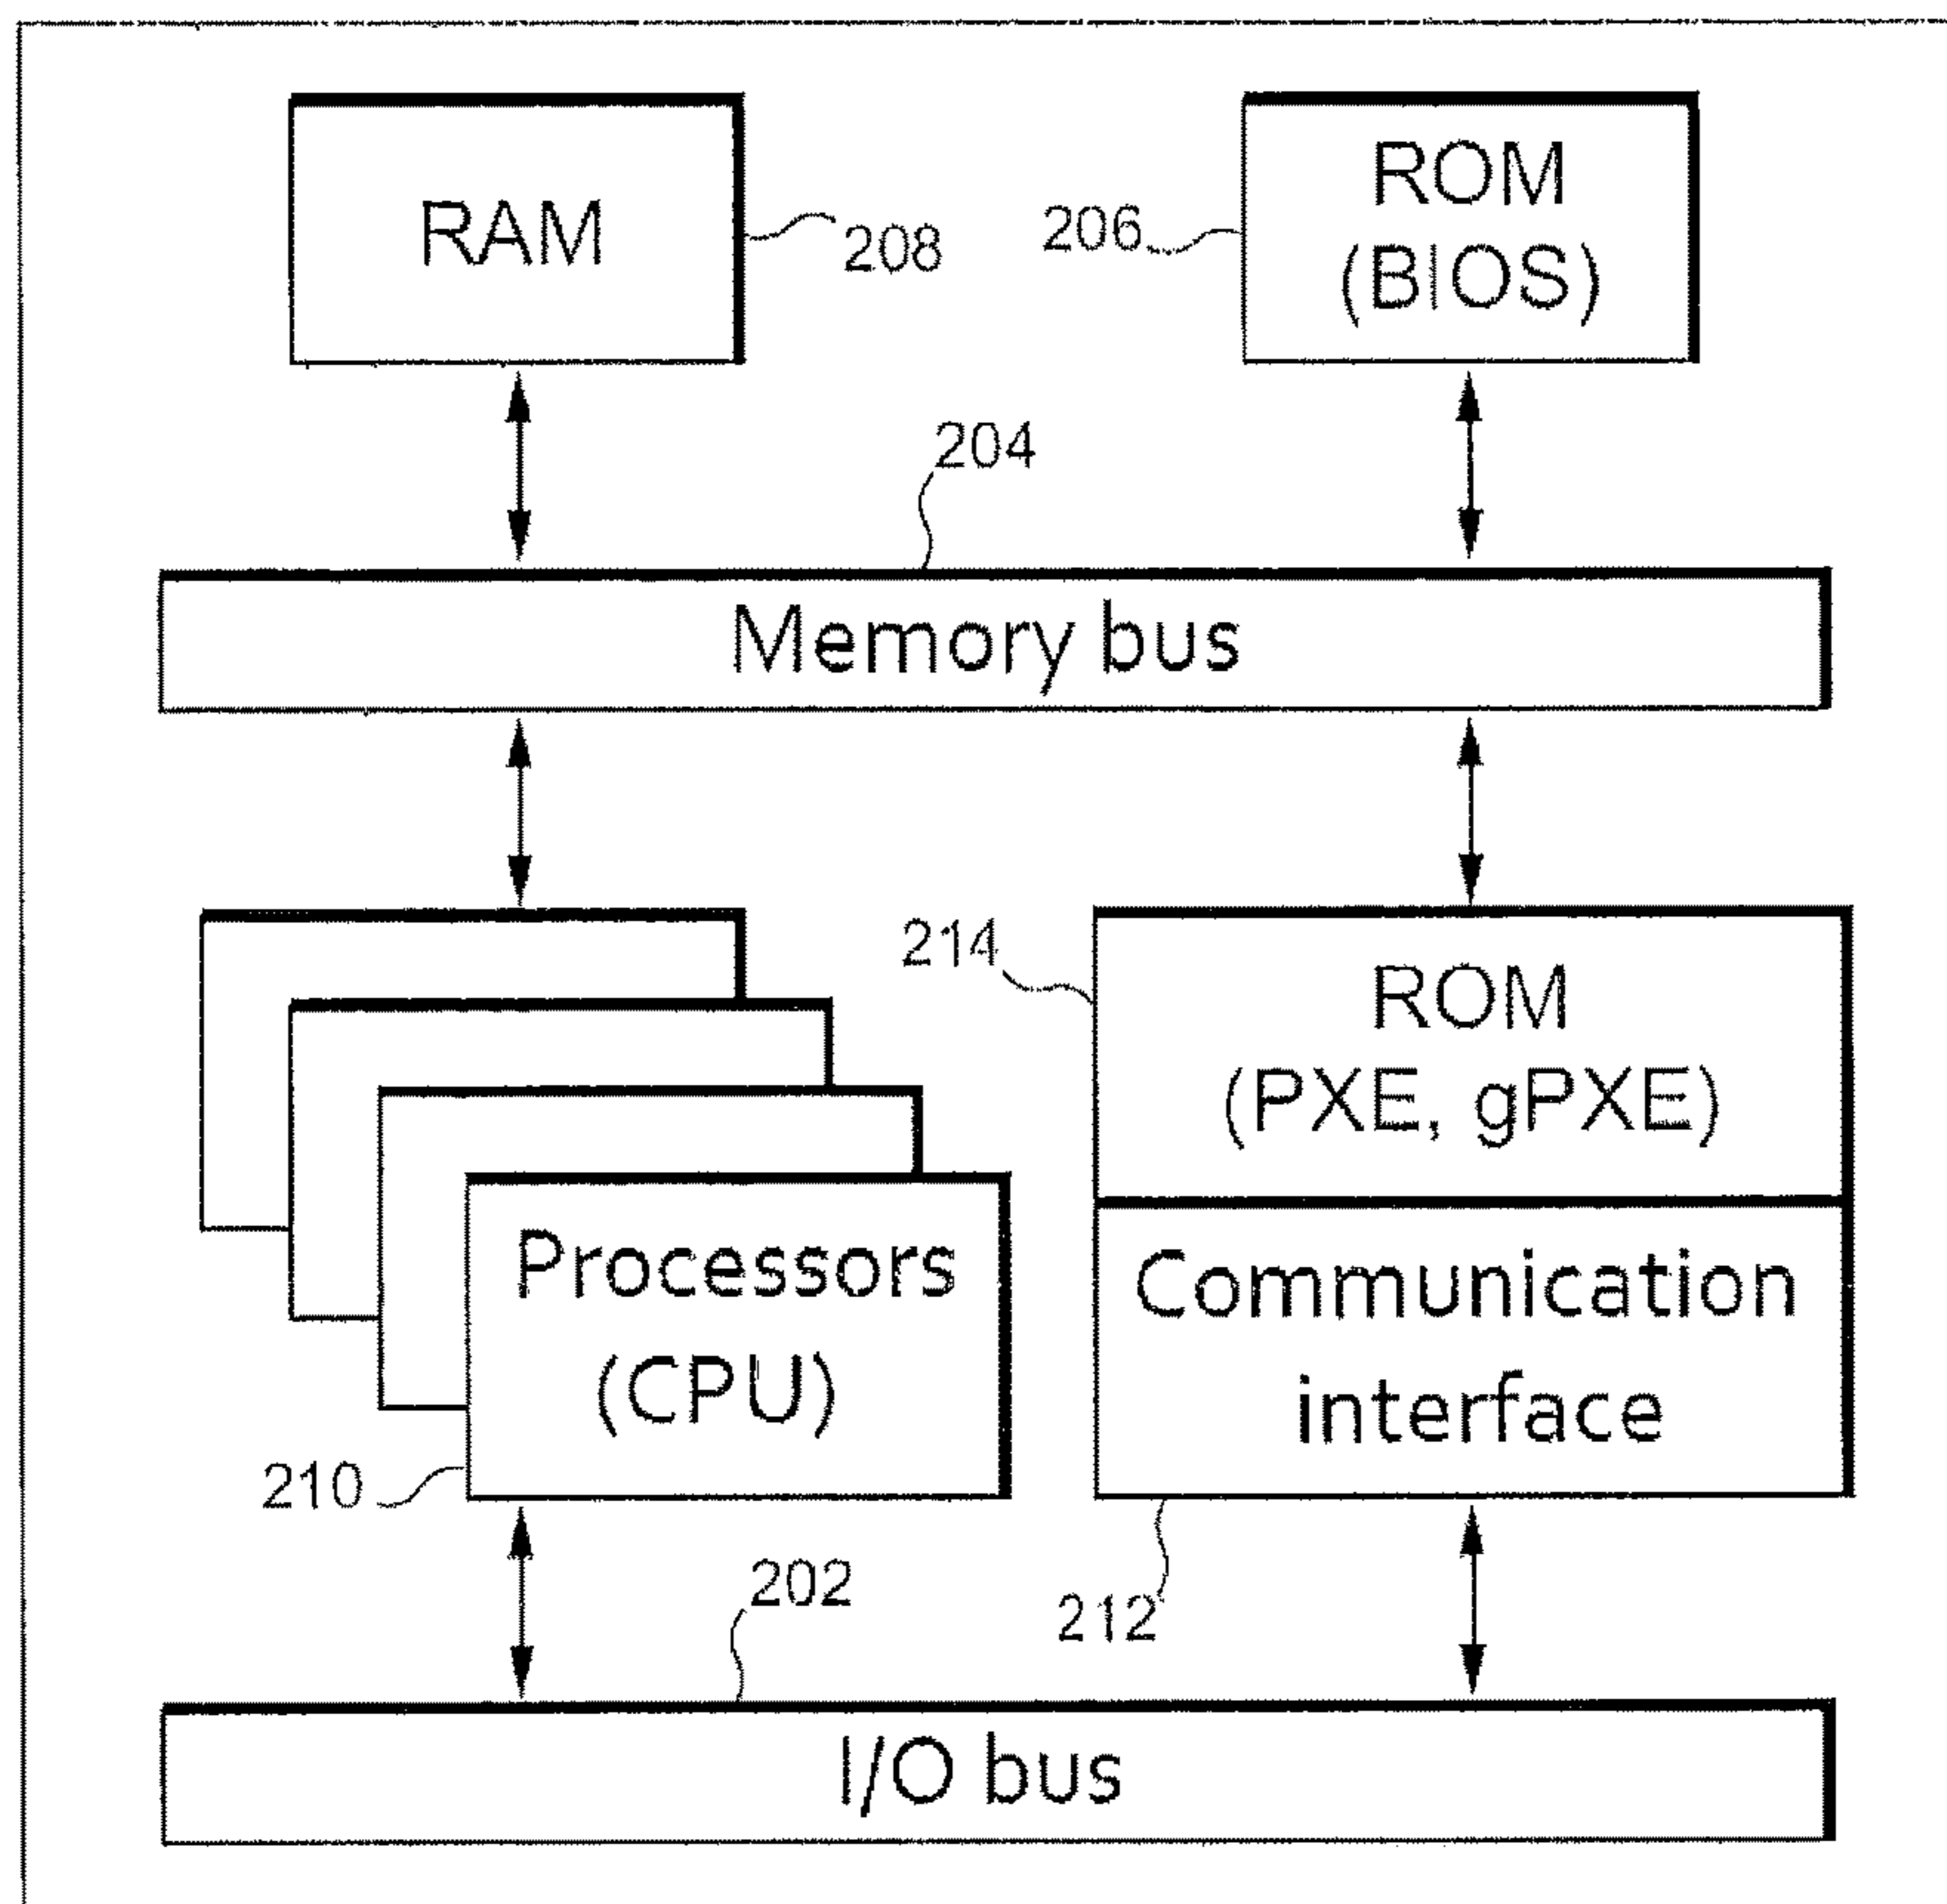 RAM
208
206
ROM
(BIOS)
204
Memory bus
214
ROM
(PXE, gPXE)
Processors
(CPU)
210
Communication
interface
202
212
I/O bus